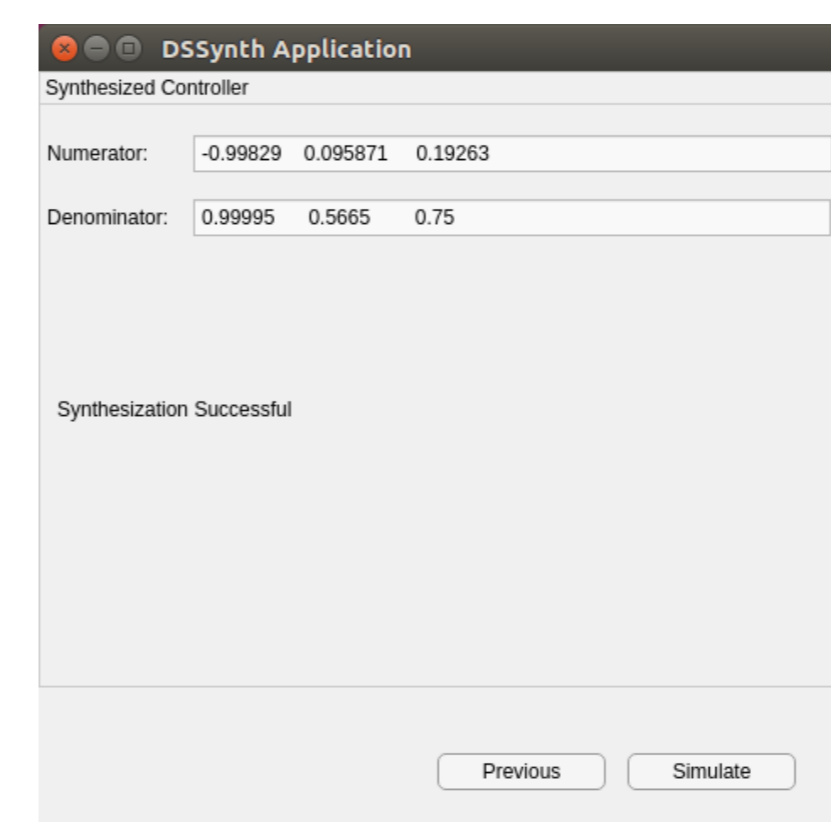 DSSynth Application
Synthesized Controller
Numerator: -0.99829 0.095871 0.19263
Denominator: 0.99995 0.5665 0.75
Synthesization Successful
Previous Simulate